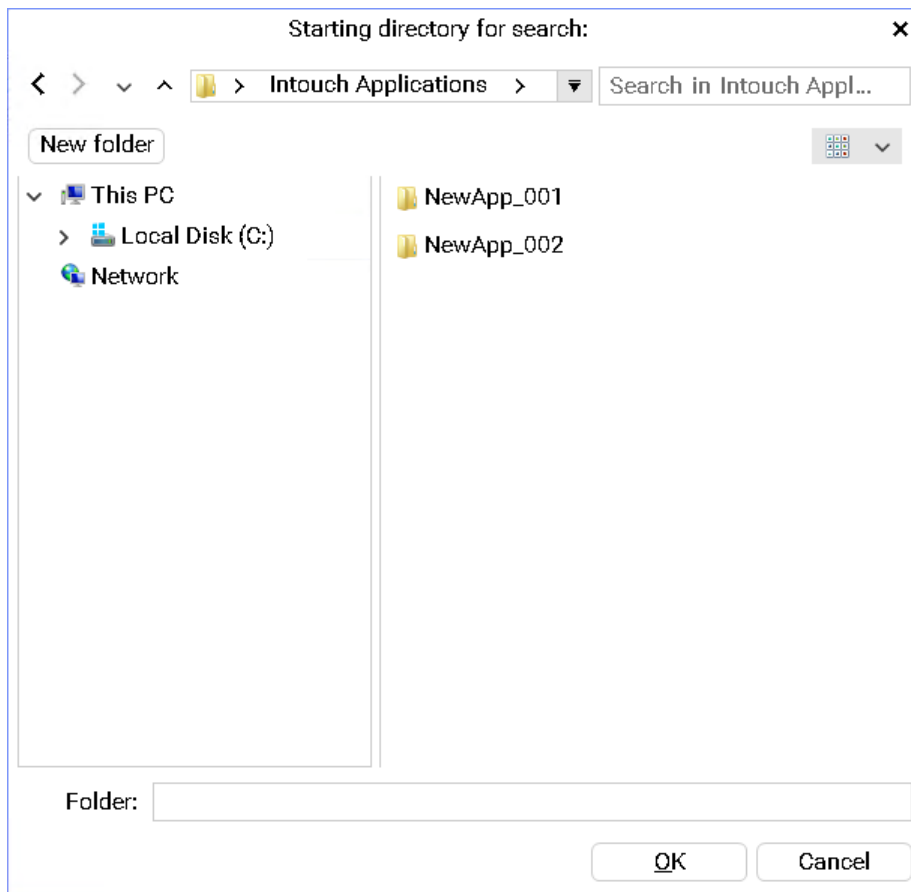 Starting directory for search:
Intouch Applications
Search in Intouch Appl...
New folder
This PC
Local Disk (C:)
Network
NewApp_001
NewApp_002
Folder:
OK
Cancel